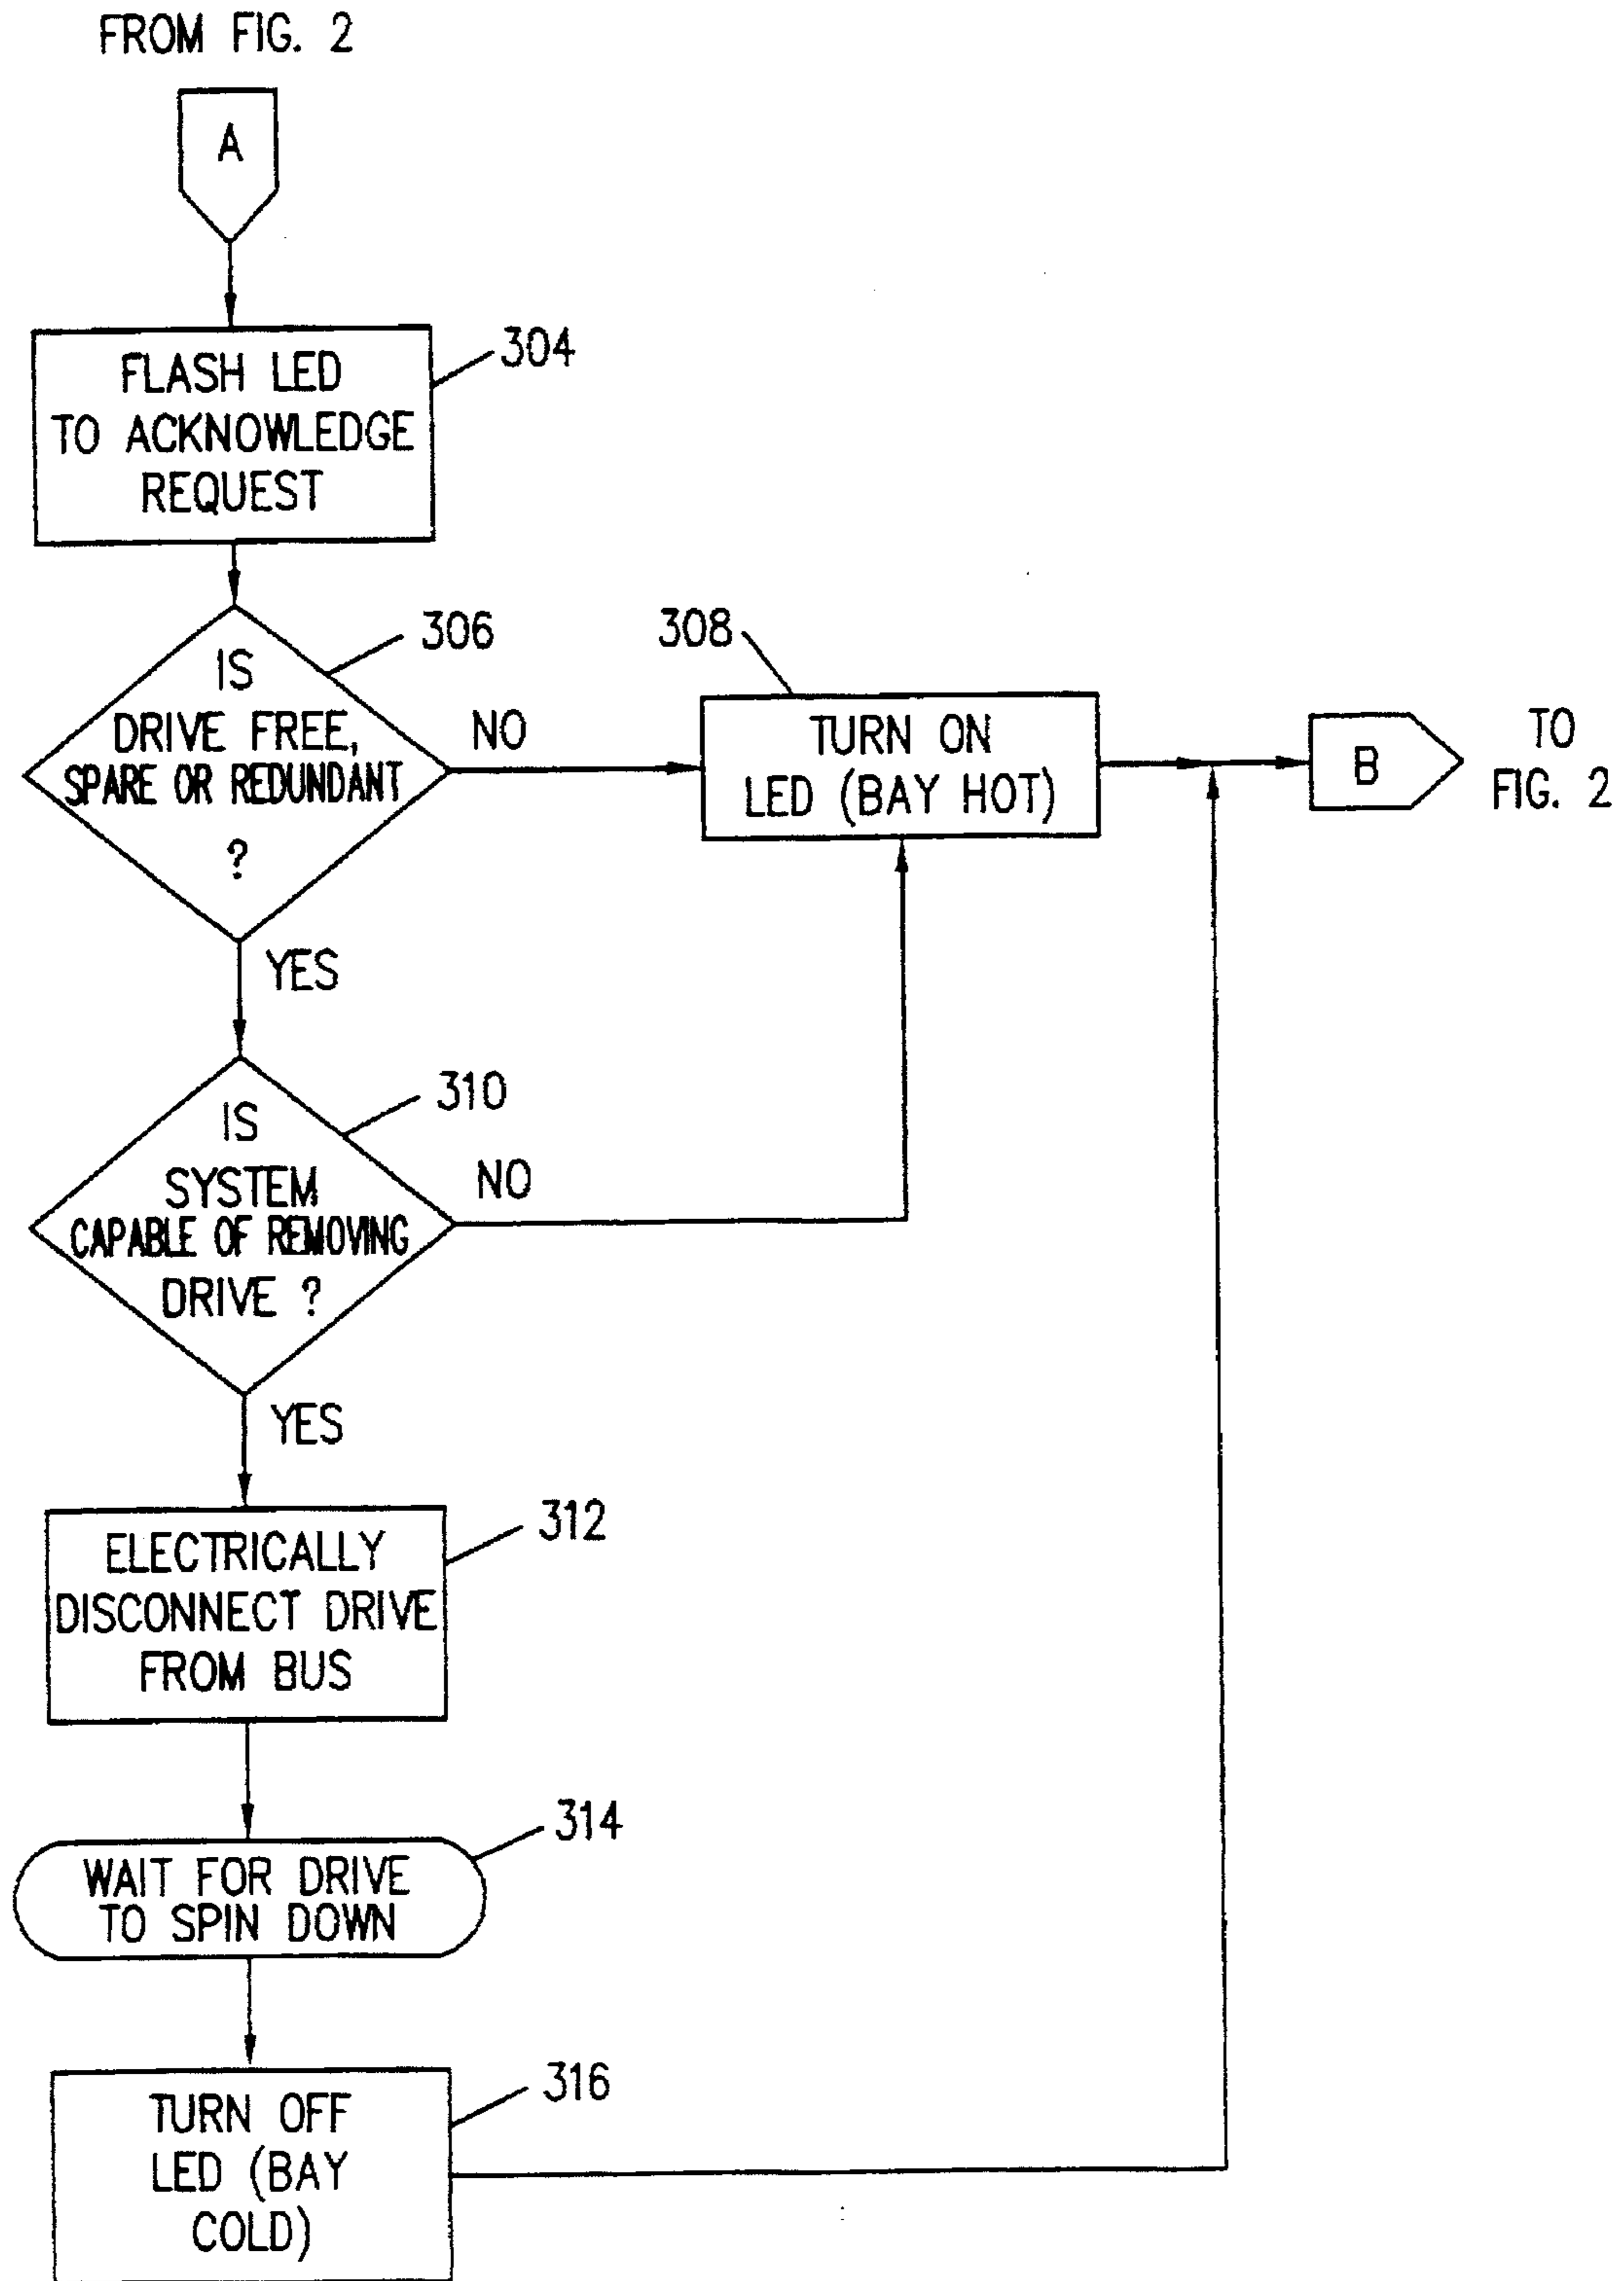 FROM FIG. 2
A
FLASH LED
TO ACKNOWLEDGE
REQUEST
304
IS
DRIVE FREE,
SPARE OR REDUNDANT
?
306
NO
308
TURN ON
LED (BAY HOT)
B
TO
FIG. 2
YES
IS
SYSTEM
CAPABLE OF REMOVING
DRIVE ?
310
NO
YES
ELECTRICALLY
DISCONNECT DRIVE
FROM BUS
312
WAIT FOR DRIVE
TO SPIN DOWN
314
TURN OFF
LED (BAY
COLD)
316